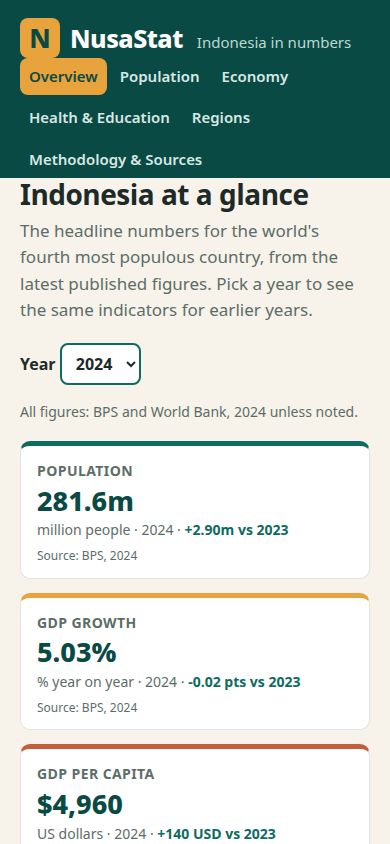 N NusaStat Indonesia in numbers
Overview Population Economy
Health & Education Regions
Methodology & Sources
Indonesia at a glance
The headline numbers for the world's
fourth most populous country, from the
latest published figures. Pick a year to see
the same indicators for earlier years.
Year 2024
All figures: BPS and World Bank, 2024 unless noted.
POPULATION
281.6m
million people · 2024 · +2.90m vs 2023
Source: BPS, 2024
GDP GROWTH
5.03%
% year on year · 2024 · -0.02 pts vs 2023
Source: BPS, 2024
GDP PER CAPITA
$4,960
US dollars · 2024 · +140 USD vs 2023